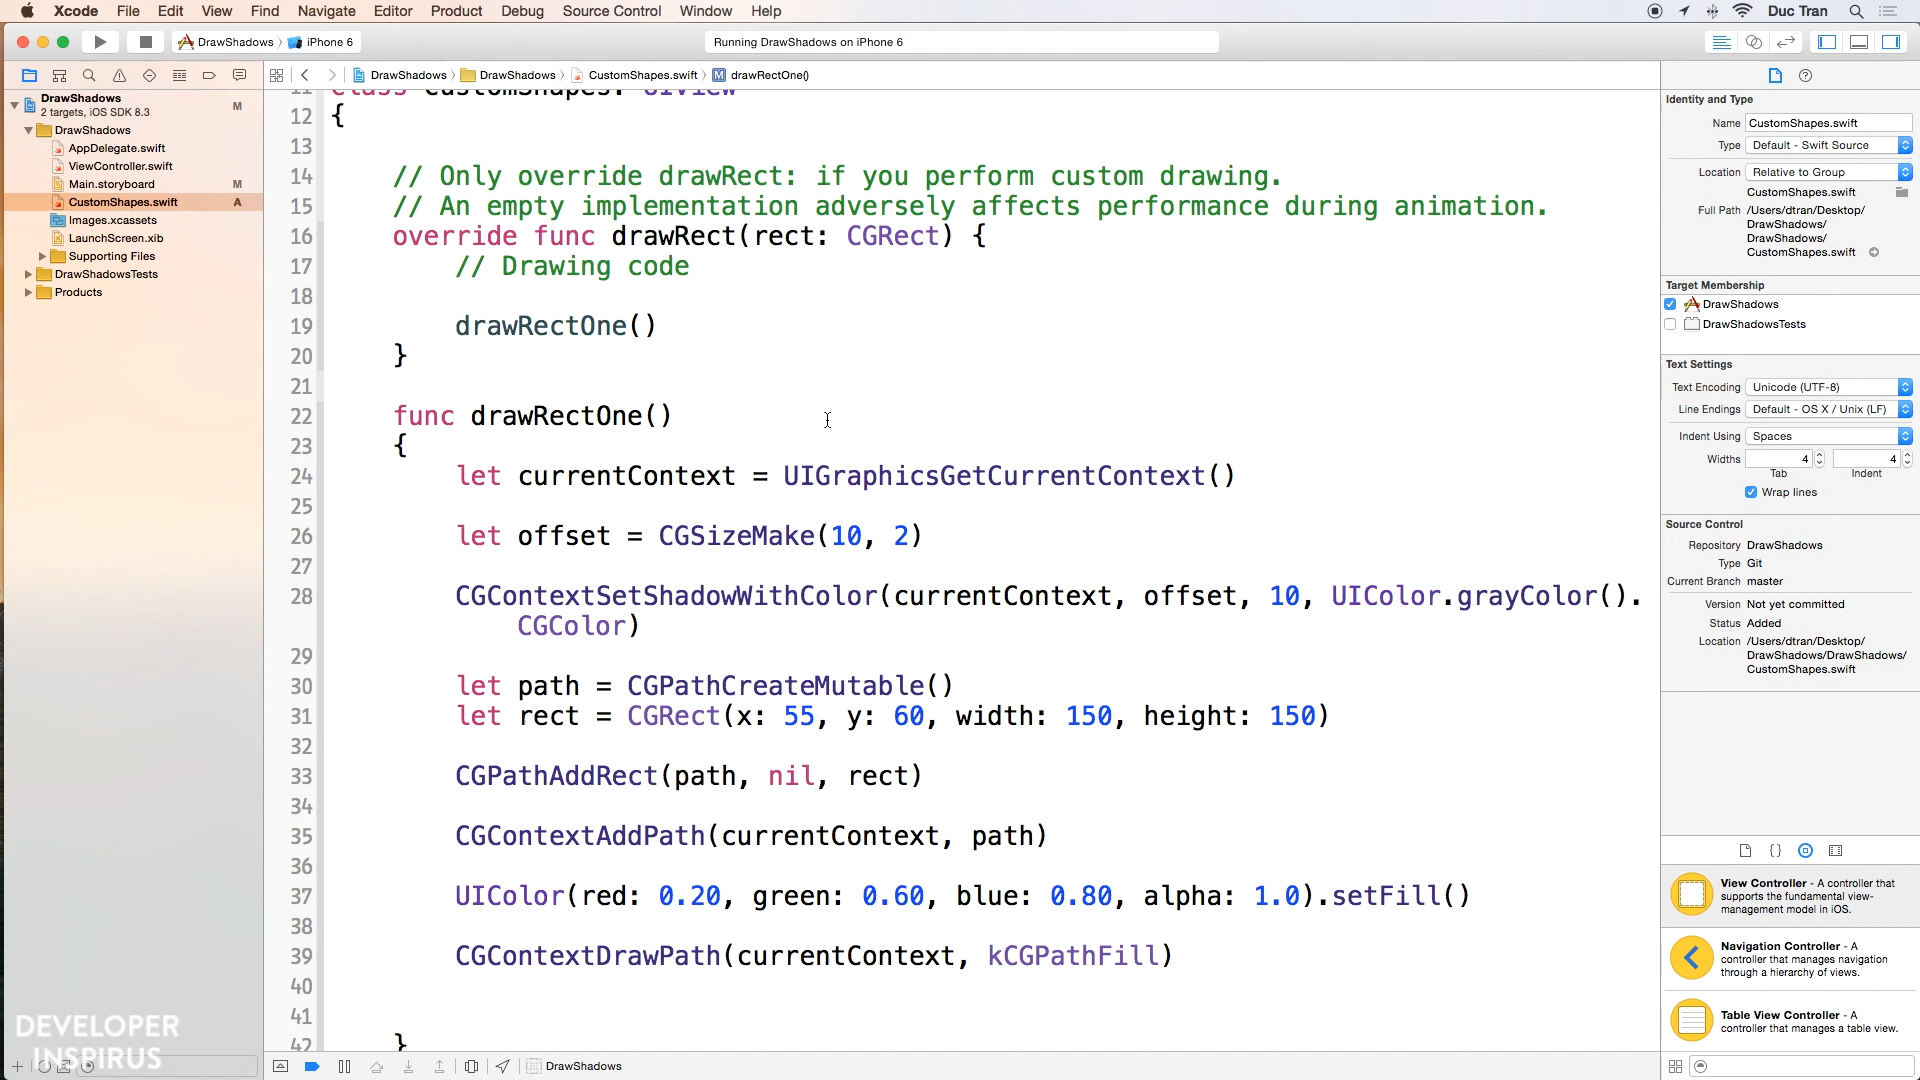 Xcode File Edit View Find Navigate Editor Product Debug Source Control Window Help
Duc Tran
DrawShadows iPhone 6
Running DrawShadows on iPhone 6
DrawShadows DrawShadows CustomShapes.swift M drawRectOne()
DrawShadows
2 targets, iOS SDK 8.3
M
DrawShadows
AppDelegate.swift
ViewController.swift
Main.storyboard M
CustomShapes.swift A
Images.xcassets
LaunchScreen.xib
Supporting Files
DrawShadowsTests
Products
11 class CustomShapes: UIView
12 {
13
14 // Only override drawRect: if you perform custom drawing.
15 // An empty implementation adversely affects performance during animation.
16 override func drawRect(rect: CGRect) {
17 // Drawing code
18
19 drawRectOne()
20 }
21
22 func drawRectOne()
23 {
24 let currentContext = UIGraphicsGetCurrentContext()
25
26 let offset = CGSizeMake(10, 2)
27
28 CGContextSetShadowWithColor(currentContext, offset, 10, UIColor.grayColor().
CGColor)
29
30 let path = CGPathCreateMutable()
31 let rect = CGRect(x: 55, y: 60, width: 150, height: 150)
32
33 CGPathAddRect(path, nil, rect)
34
35 CGContextAddPath(currentContext, path)
36
37 UIColor(red: 0.20, green: 0.60, blue: 0.80, alpha: 1.0).setFill()
38
39 CGContextDrawPath(currentContext, kCGPathFill)
40
41
42 }
DrawShadows
DEVELOPER
INSPIRUS
Identity and Type
Name CustomShapes.swift
Type Default - Swift Source
Location Relative to Group
CustomShapes.swift
Full Path /Users/dtran/Desktop/
DrawShadows/
DrawShadows/
CustomShapes.swift
Target Membership
DrawShadows
DrawShadowsTests
Text Settings
Text Encoding Unicode (UTF-8)
Line Endings Default - OS X / Unix (LF)
Indent Using Spaces
Widths 4 4
Tab Indent
Wrap lines
Source Control
Repository DrawShadows
Type Git
Current Branch master
Version Not yet committed
Status Added
Location /Users/dtran/Desktop/
DrawShadows/DrawShadows/
CustomShapes.swift
View Controller - A controller that
supports the fundamental view-
management model in iOS.
Navigation Controller - A
controller that manages navigation
through a hierarchy of views.
Table View Controller - A
controller that manages a table view.